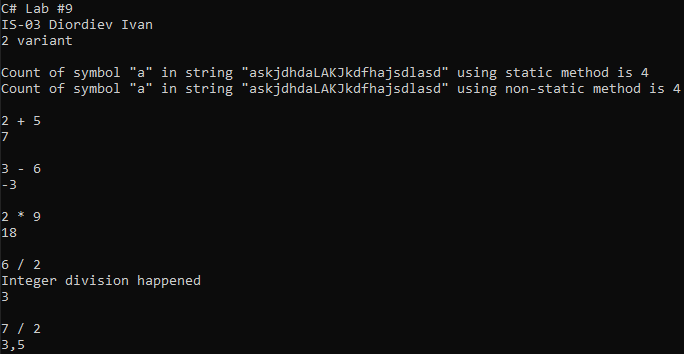 C# Lab #9
IS-03 Diordiev Ivan
2 variant
Count of symbol "a" in string "askjdhdaLAKJkdfhajsdlasd" using static method is 4
Count of symbol "a" in string "askjdhdaLAKJkdfhajsdlasd" using non-static method is 4
2 + 5
7
3 - 6
-3
2 * 9
18
6 / 2
Integer division happened
3
7 / 2
3,5